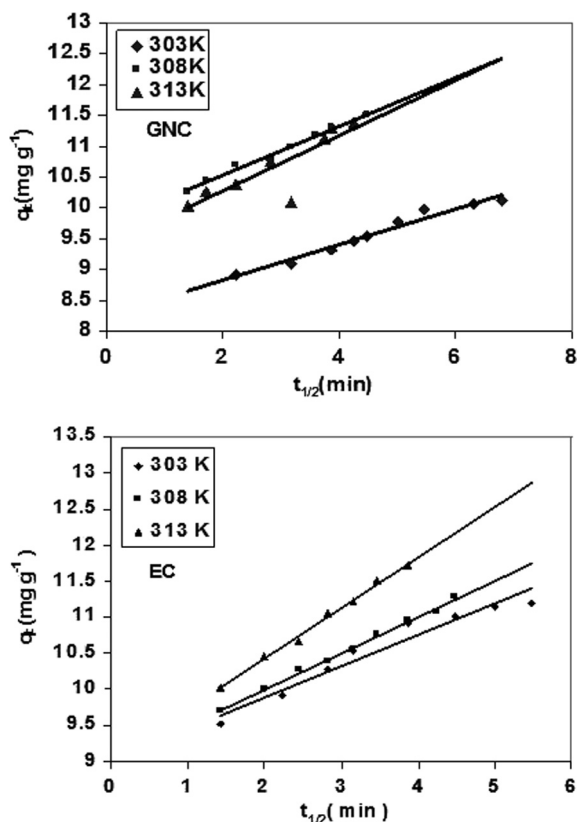 13
12.5
12
11.5
11
10.5
10
9.5
9
8.5
8
qt(mg g-1)
303K
308K
313K
GNC
0 2 4 6 8
t1/2(min)
13.5
13
12.5
12
11.5
11
10.5
10
9.5
9
qt(mg g-1)
303 K
308 K
313 K
EC
0 1 2 3 4 5 6
t1/2( min )